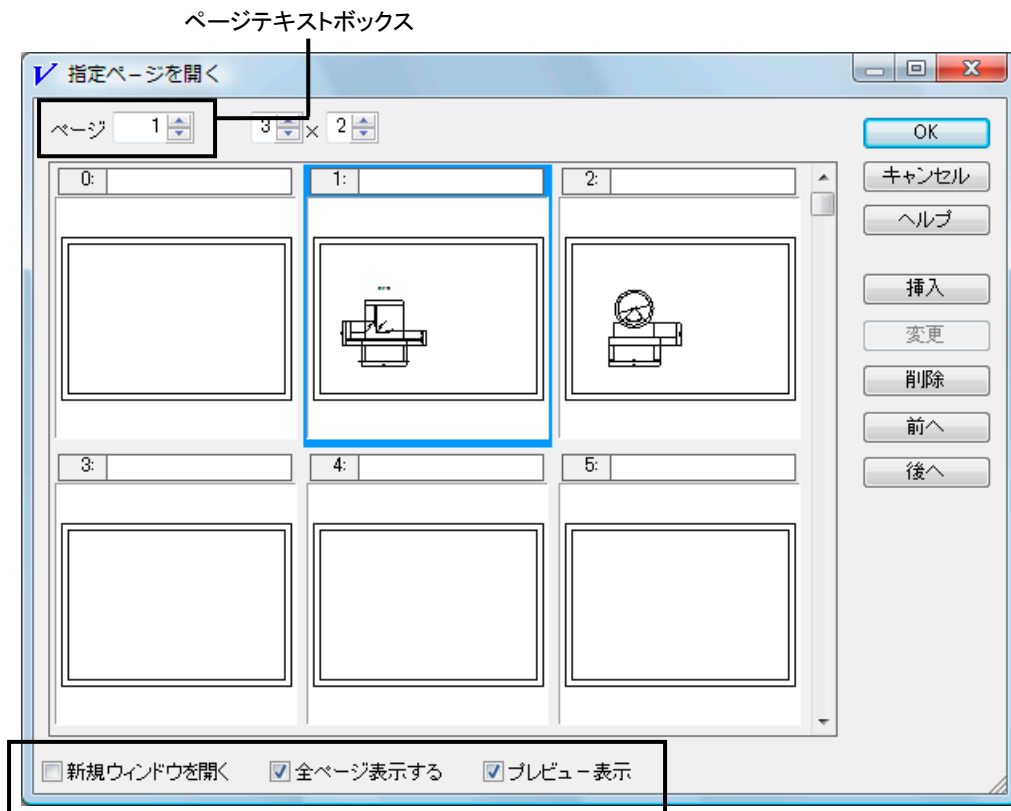 ページテキストボックス
V 指定ページを開く
ページ 1 3 × 2
OK
キャンセル
ヘルプ
挿入
変更
削除
前へ
後へ
0:
1:
2:
3:
4:
5:
新規ウィンドウを開く 全ページ表示する プレビュー表示